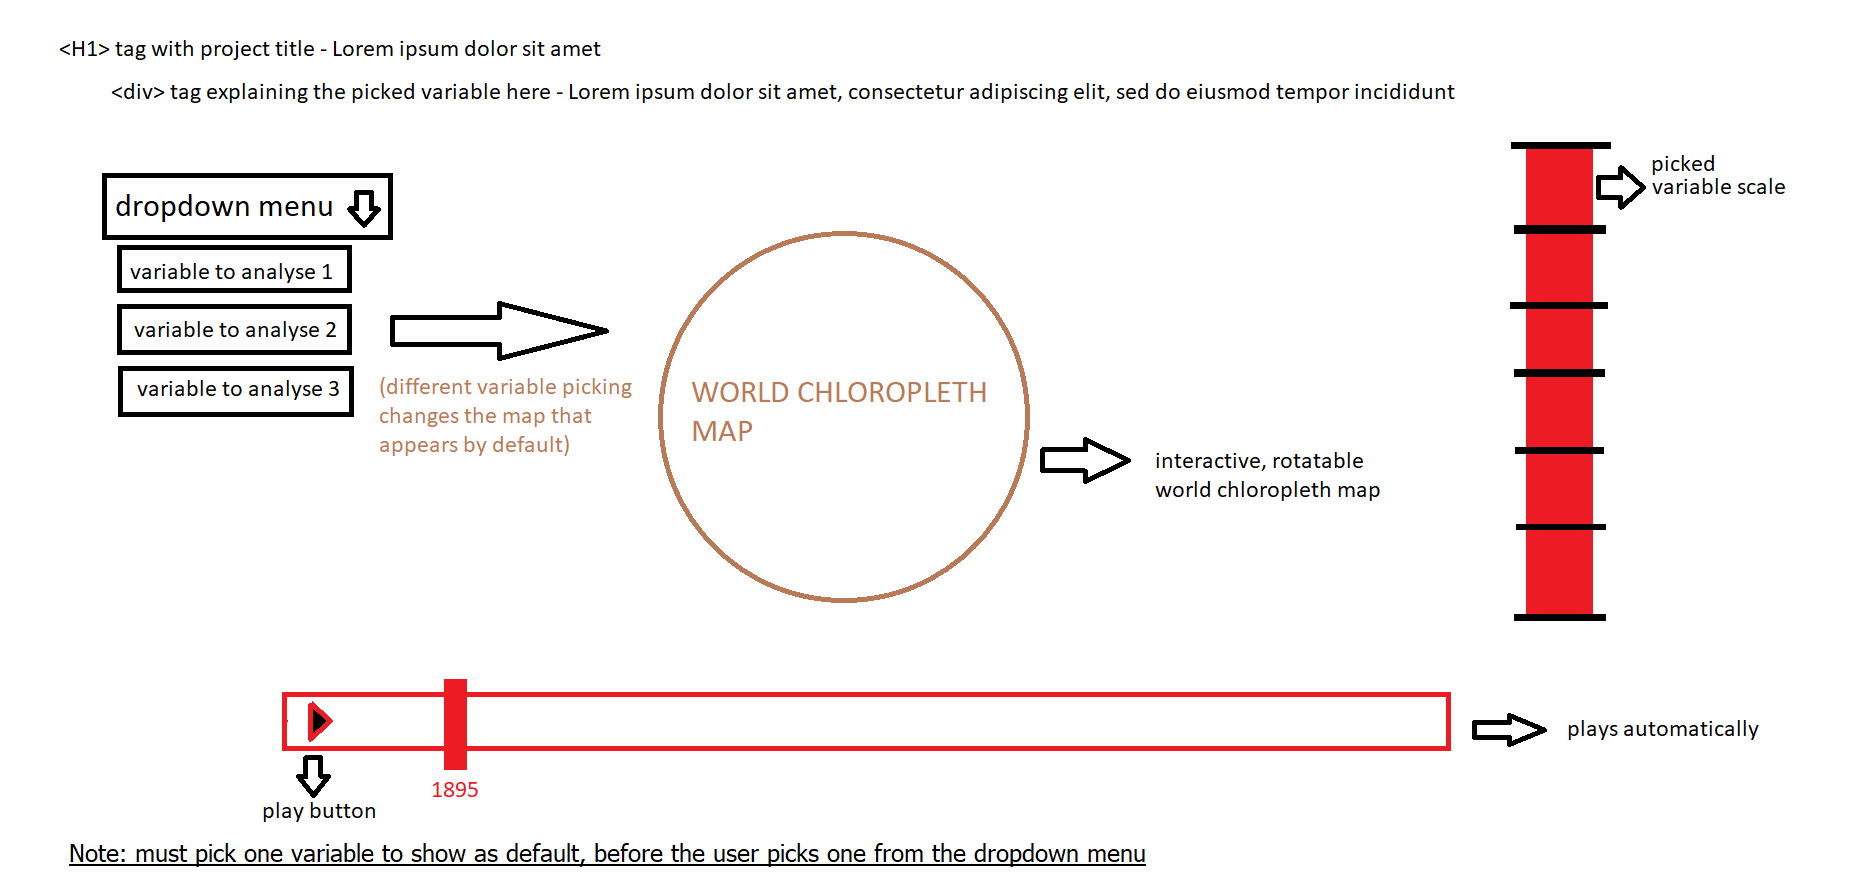 <H1> tag with project title - Lorem ipsum dolor sit amet
<div> tag explaining the picked variable here - Lorem ipsum dolor sit amet, consectetur adipiscing elit, sed do eiusmod tempor incididunt
dropdown menu
variable to analyse 1
variable to analyse 2
variable to analyse 3
(different variable picking
changes the map that
appears by default)
WORLD CHLOROPLETH
MAP
interactive, rotatable
world chloropleth map
picked
variable scale
1895
play button
plays automatically
Note: must pick one variable to show as default, before the user picks one from the dropdown menu